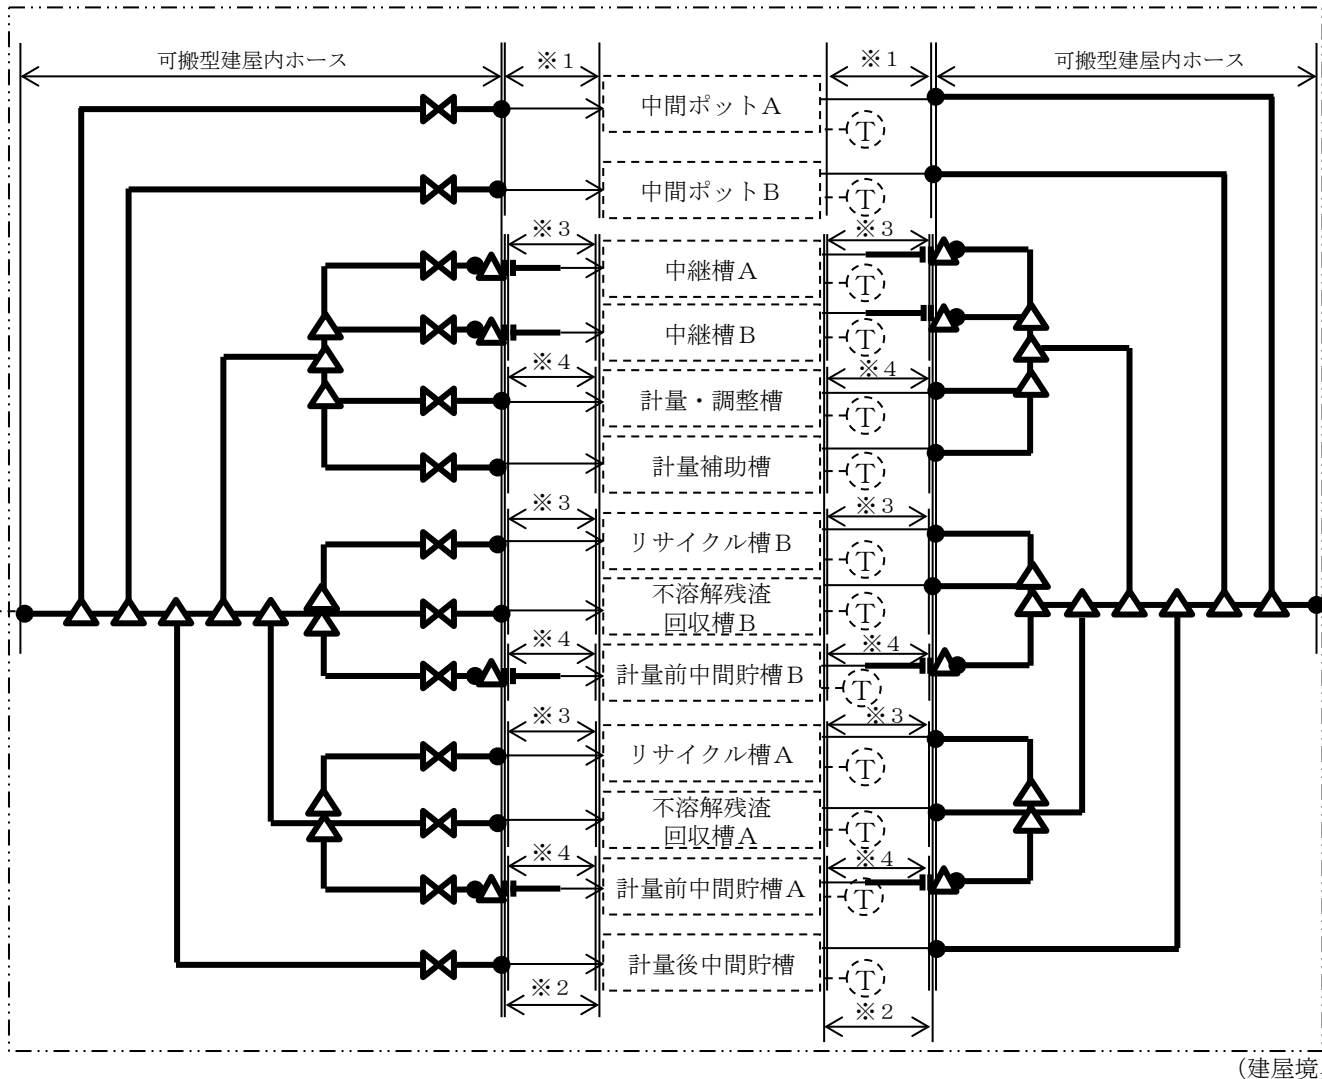 可搬型建屋内ホース
※1
※1
可搬型建屋内ホース
中間ポットA
T
中間ポットB
T
※3
※3
中継槽A
T
中継槽B
T
※4
※4
計量・調整槽
T
計量補助槽
T
※3
※3
リサイクル槽B
T
不溶解残渣
回収槽B
T
※4
※4
計量前中間貯槽B
T
※3
※3
リサイクル槽A
T
不溶解残渣
回収槽A
T
※4
※4
計量前中間貯槽A
T
計量後中間貯槽
T
※2
※2
(建屋境